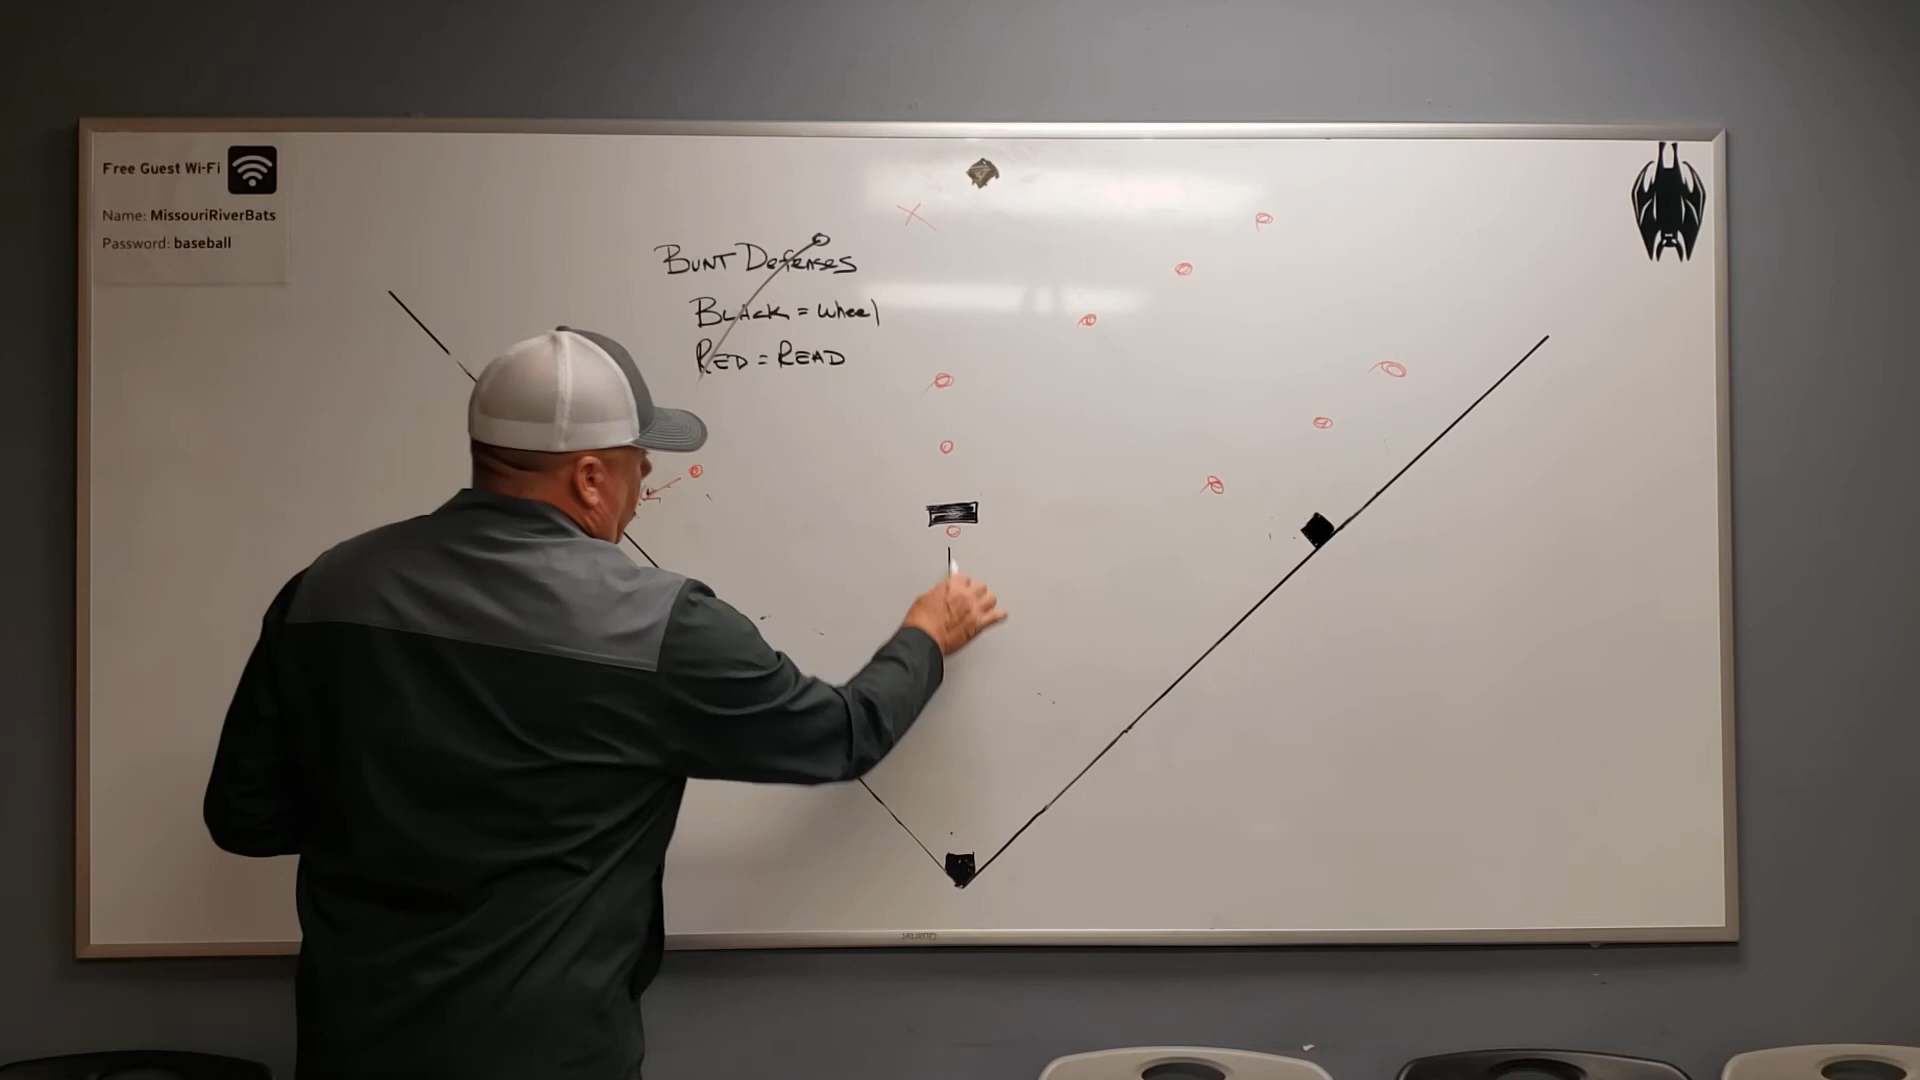 Free Guest Wi-Fi
Name: MissouriRiverBats
Password: baseball
BUNT Defenses
BLACK = wheel
RED = READ